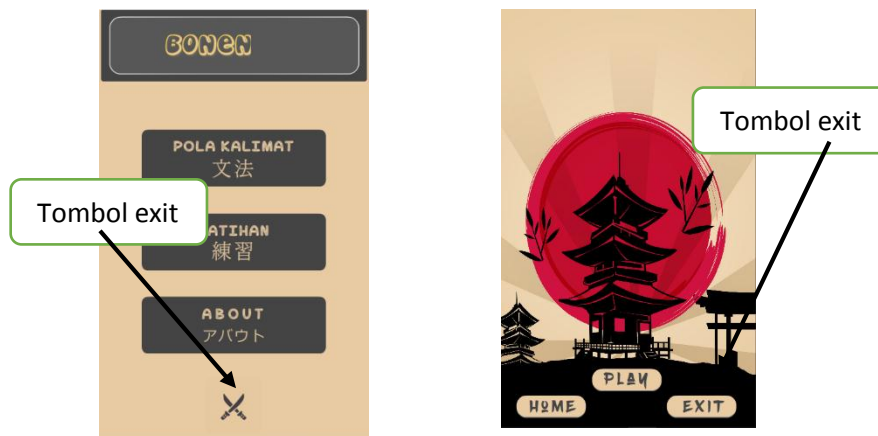 BONEN
POLA KALIMAT
文法
Tombol exit
ATIHAN
練習
ABOUT
アバウト
Tombol exit
PLAY
HOME
EXIT